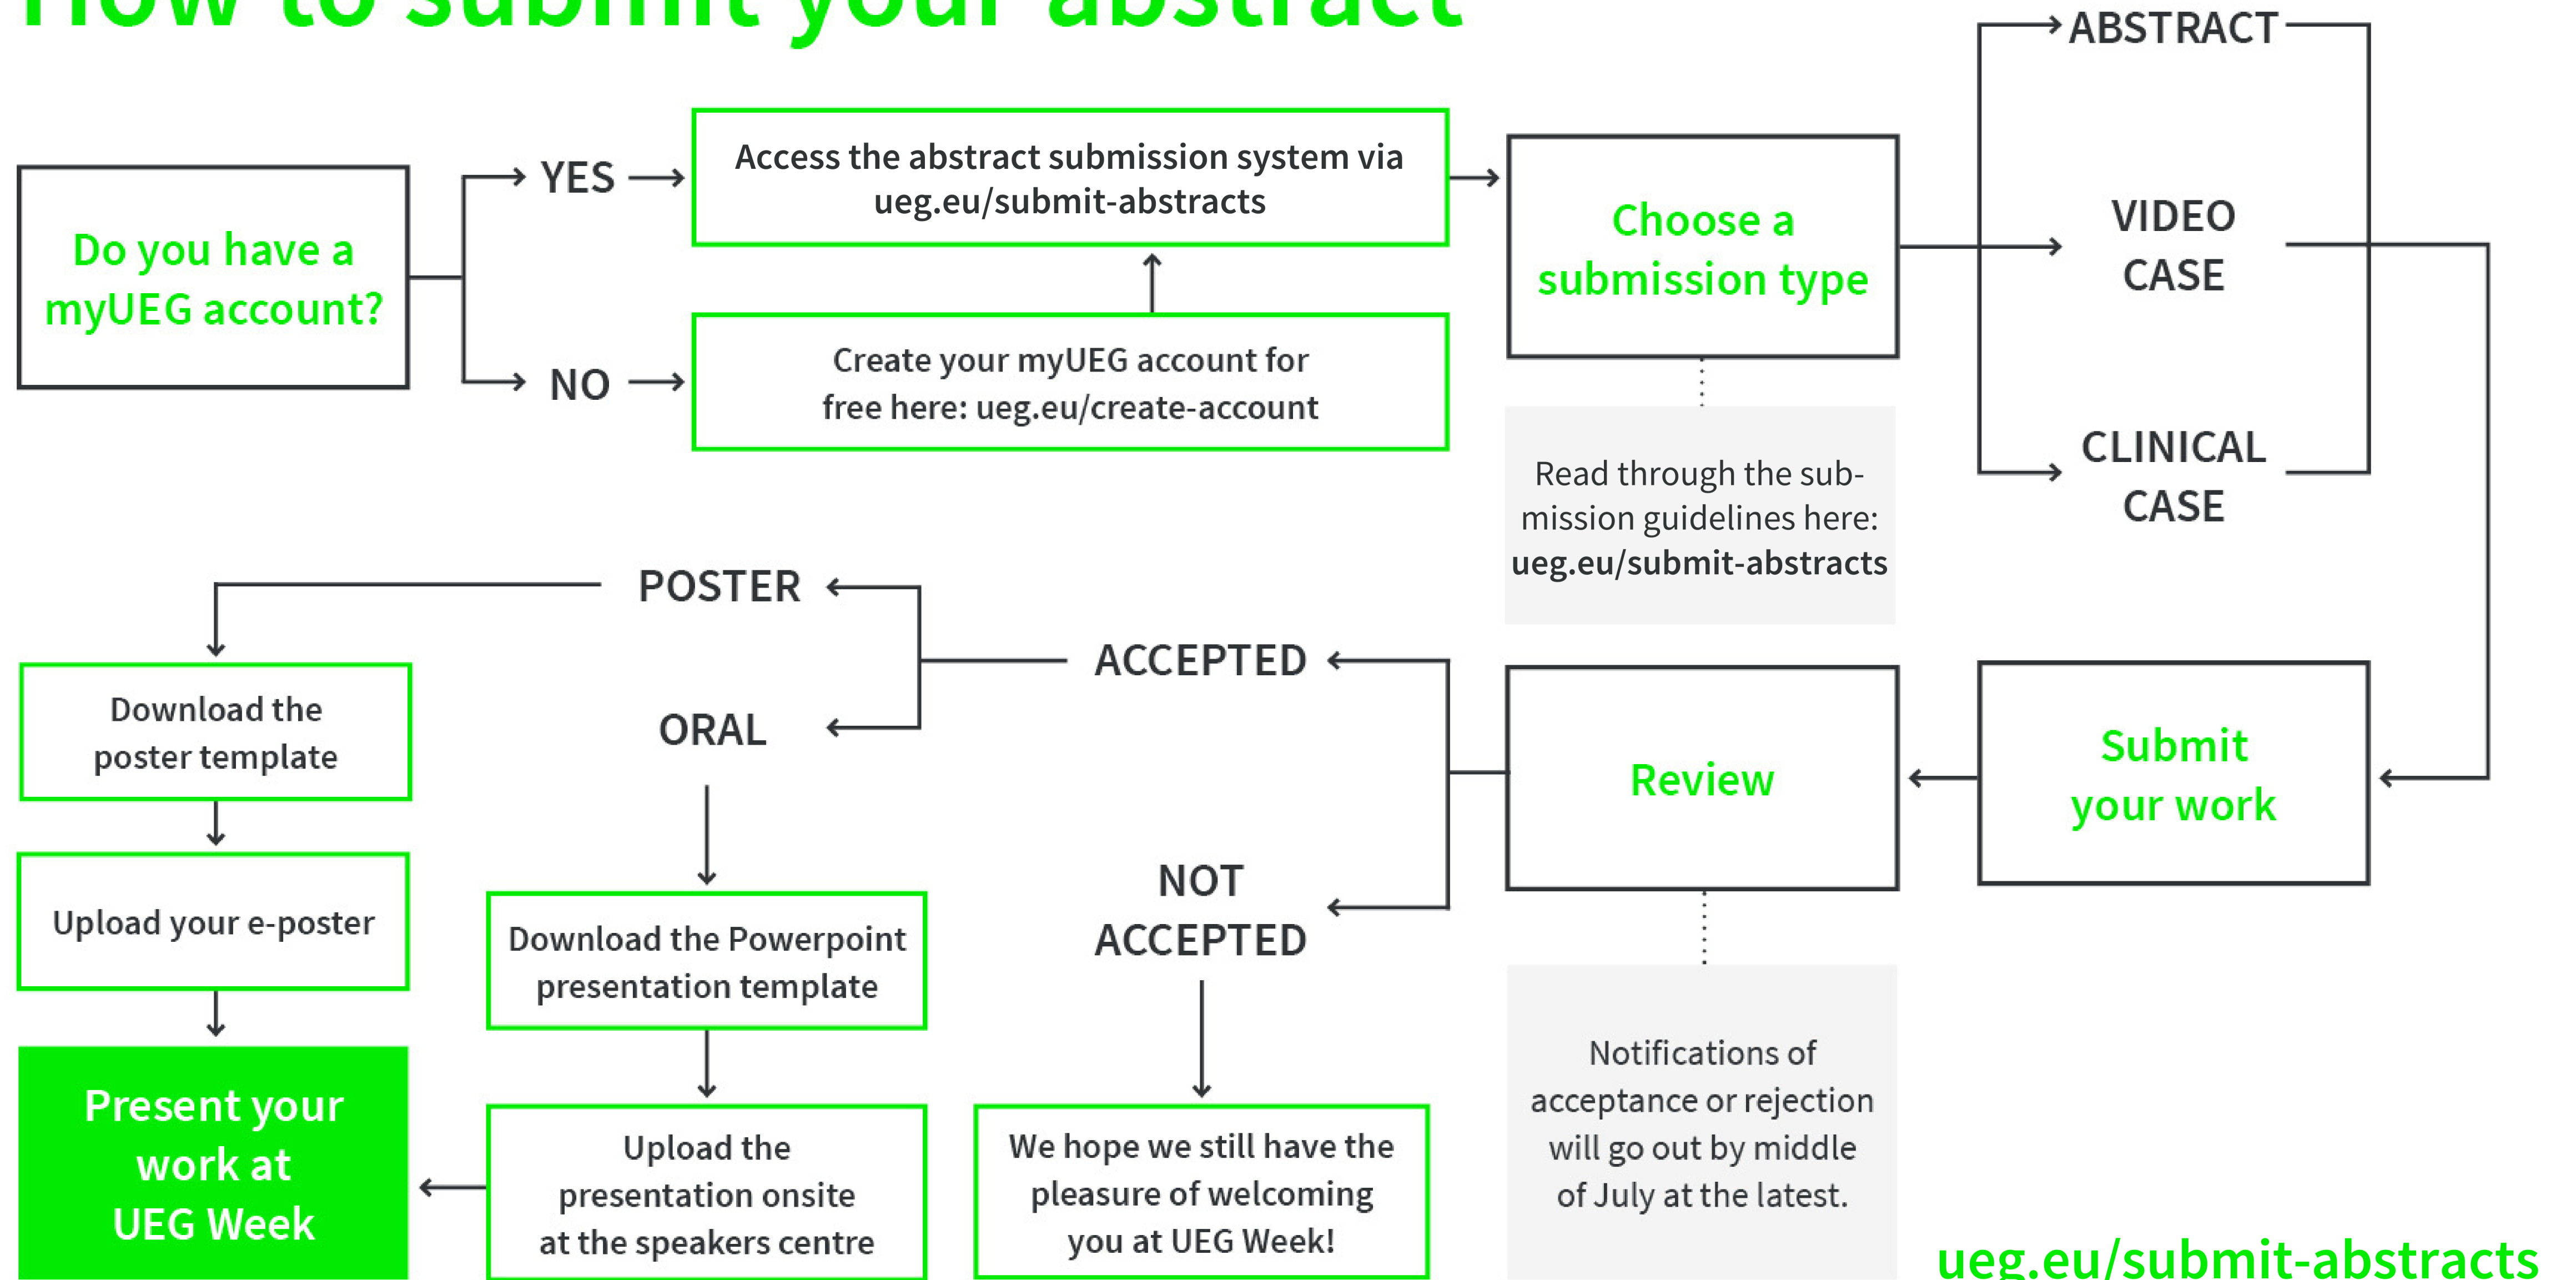 How to submit your abstract
Do you have a
myUEG account?
YES
NO
Access the abstract submission system via
ueg.eu/submit-abstracts
Create your myUEG account for
free here: ueg.eu/create-account
Choose a
submission type
Read through the sub-
mission guidelines here:
ueg.eu/submit-abstracts
ABSTRACT
VIDEO
CASE
CLINICAL
CASE
Submit
your work
Review
Notifications of
acceptance or rejection
will go out by middle
of July at the latest.
ACCEPTED
NOT
ACCEPTED
We hope we still have the
pleasure of welcoming
you at UEG Week!
POSTER
ORAL
Download the
poster template
Upload your e-poster
Download the Powerpoint
presentation template
Upload the
presentation onsite
at the speakers centre
Present your
work at
UEG Week
ueg.eu/submit-abstracts